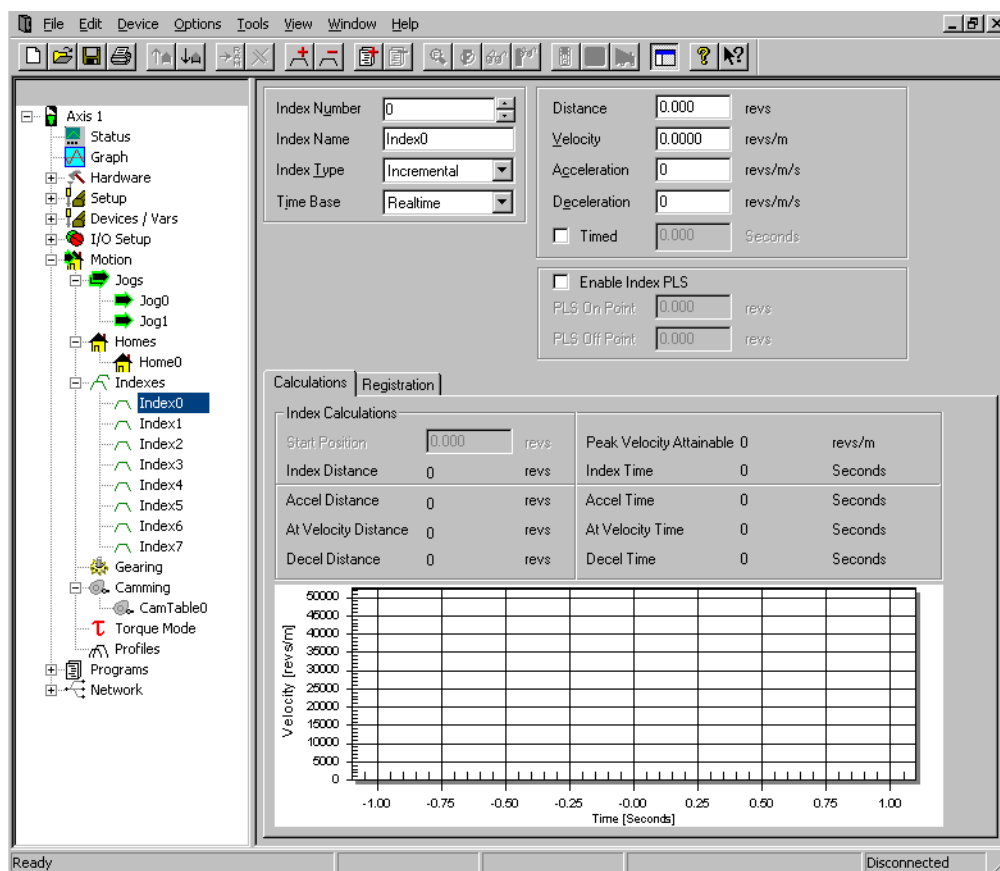 File Edit Device Options Tools View Window Help
Axis 1
Status
Graph
Hardware
Setup
Devices / Vars
I/O Setup
Motion
Jogs
Jog0
Jog1
Homes
Home0
Indexes
Index0
Index1
Index2
Index3
Index4
Index5
Index6
Index7
Gearing
Camming
CamTable0
Torque Mode
Profiles
Programs
Network
Index Number 0
Index Name Index0
Index Type Incremental
Time Base Realtime
Distance 0.000 revs
Velocity 0.0000 revs/m
Acceleration 0 revs/m/s
Deceleration 0 revs/m/s
Timed 0.000 Seconds
Enable Index PLS
PLS On Point 0.000 revs
PLS Off Point 0.000 revs
Calculations Registration
Index Calculations
Start Position 0.000 revs Peak Velocity Attainable 0 revs/m
Index Distance 0 revs Index Time 0 Seconds
Accel Distance 0 revs Accel Time 0 Seconds
At Velocity Distance 0 revs At Velocity Time 0 Seconds
Decel Distance 0 revs Decel Time 0 Seconds
Velocity [revs/m]
50000
45000
40000
35000
30000
25000
20000
15000
10000
5000
0
-1.00 -0.75 -0.50 -0.25 -0.00 0.25 0.50 0.75 1.00
Time [Seconds]
Ready Disconnected